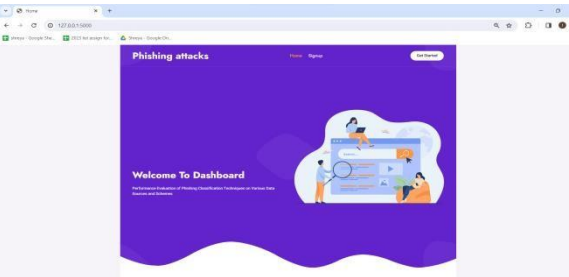 Home
127.0.0.1:5000
Phishing attacks
Home Signup
Get Started
Welcome To Dashboard
Performance Evaluation of Phishing Classification Techniques on Various Data
Sources and Schemes